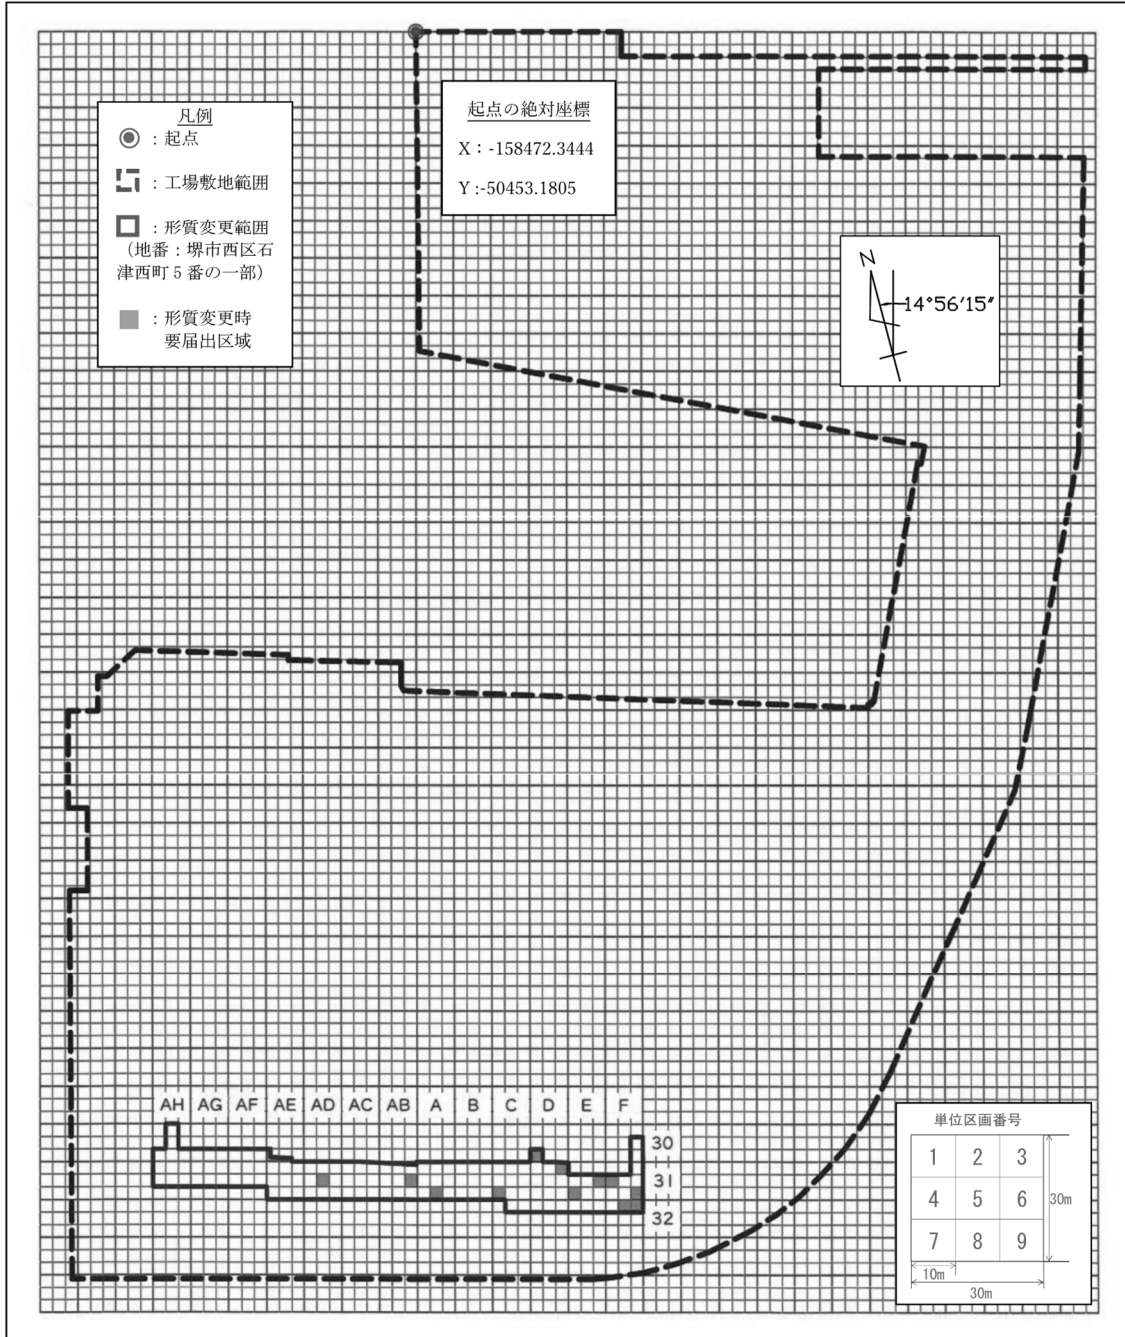 凡例
：起点
：工場敷地範囲
：形質変更範囲
（地番：堺市西区石
津西町5番の一部）
：形質変更時
要届出区域
起点の絶対座標
X：-158472.3444
Y:-50453.1805
N
14°56′15″
AH AG AF AE AD AC AB A B C D E F
30
31
32
単位区画番号
1 2 3
4 5 6
7 8 9
30m
10m
30m